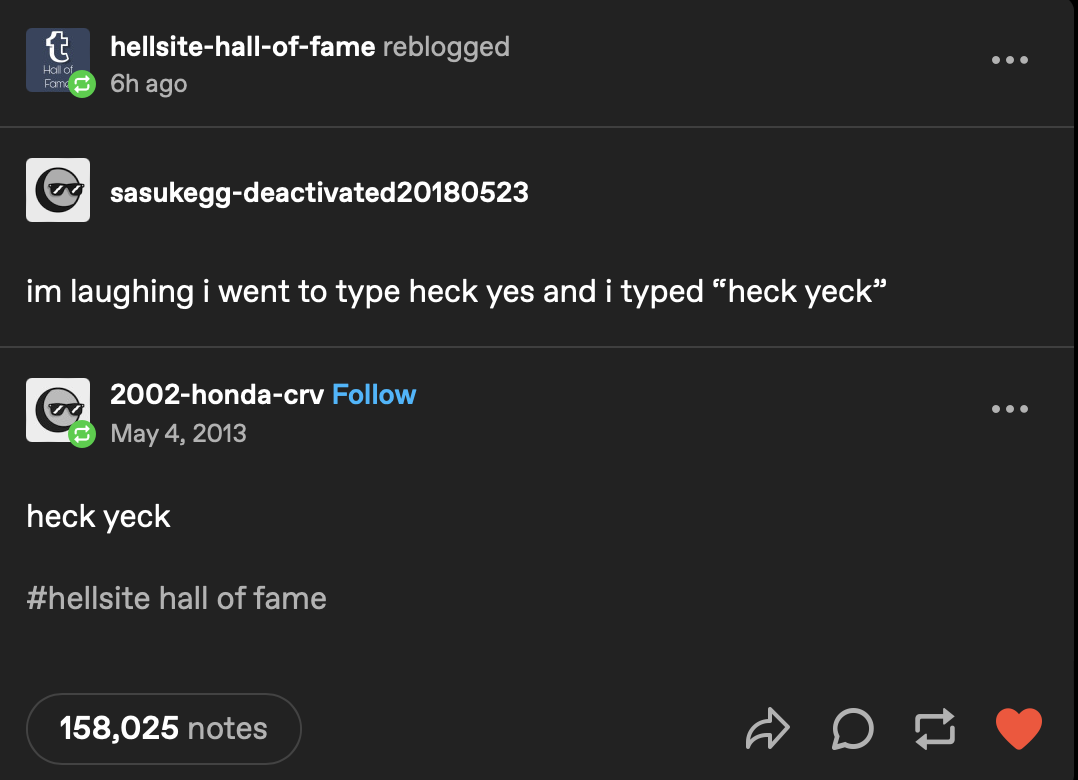 hellsite-hall-of-fame reblogged
t
Hall of
Fame
6h ago
sasukegg-deactivated20180523
im laughing i went to type heck yes and i typed “heck yeck”
2002-honda-crv Follow
May 4, 2013
heck yeck
#hellsite hall of fame
158,025 notes